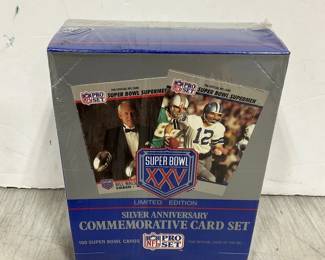 PRO SET
SUPER BOWL SUPERMEN
PRO SET
SUPER BOWL SUPERMEN
12
SUPER BOWL
XXV
LIMITED EDITION
SILVER ANNIVERSARY
COMMEMORATIVE CARD SET
160 SUPER BOWL CARDS
NFL PRO SET